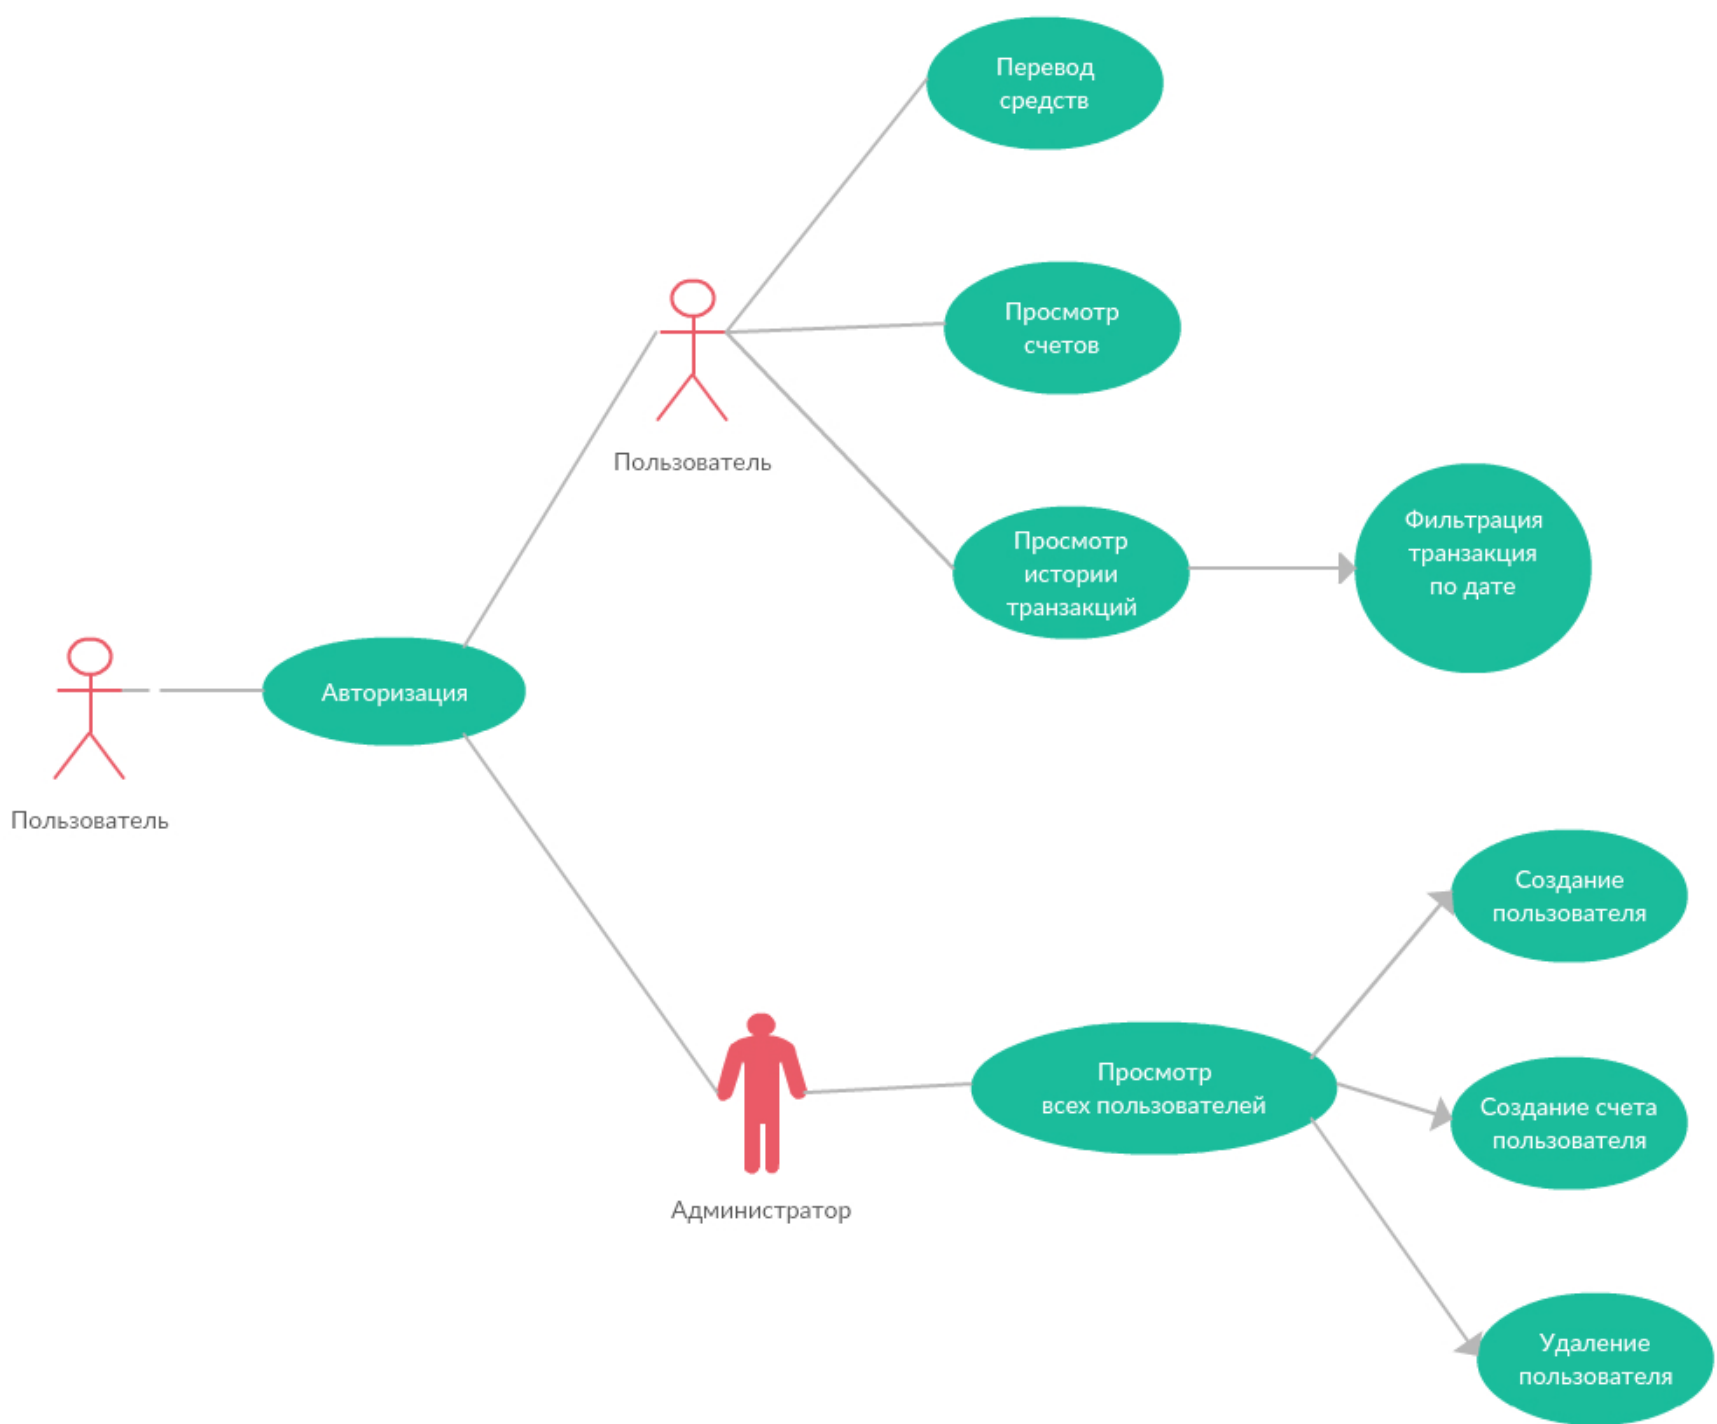 Перевод
средств
Просмотр
счетов
Пользователь
Просмотр
истории
транзакций
Фильтрация
транзакция
по дате
Авторизация
Пользователь
Создание
пользователя
Просмотр
всех пользователей
Создание счета
пользователя
Администратор
Удаление
пользователя